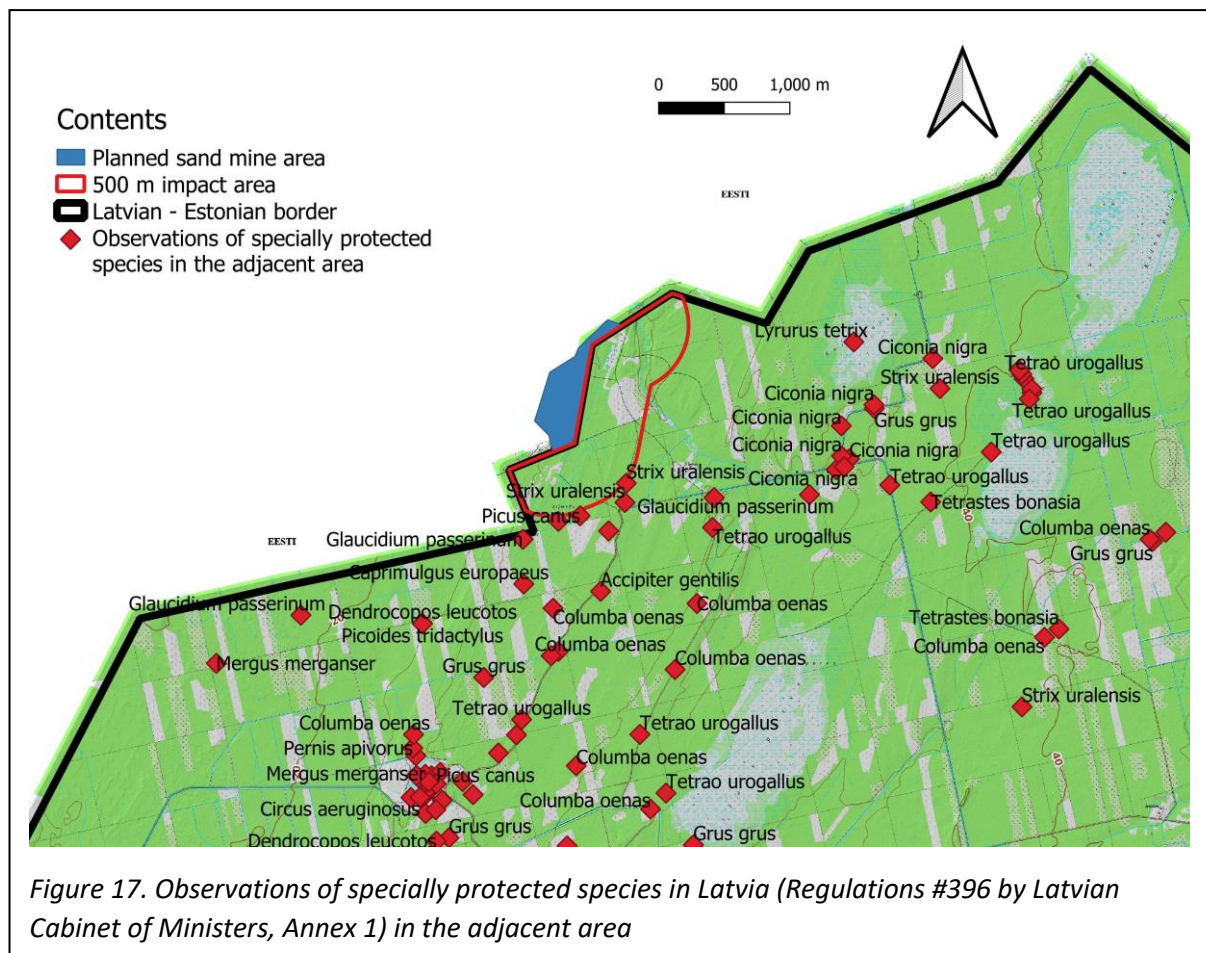 0 500 1,000 m
Contents
Planned sand mine area
500 m impact area
Latvian - Estonian border
Observations of specially protected
species in the adjacent area
EESTI
Lyrurus tetrix
Ciconia nigra
Tetrao urogallus
Strix uralensis
Ciconia nigra
Tetrao urogallus
Ciconia nigra
Grus grus
Ciconia nigra
Ciconia nigra
Tetrao urogallus
Strix uralensis
Ciconia nigra
Tetrao urogallus
Strix uralensis
Glaucidium passerinum
Tetrastes bonasia
Picus canus
40
Columba oenas
EESTI
Glaucidium passerinum
Tetrao urogallus
Grus grus
Caprimulgus europaeus
Accipiter gentilis
Glaucidium passerinum
Dendrocopos leucotos
Columba oenas
Columba oenas
Tetrastes bonasia
Picoides tridactylus
Columba oenas
Columba oenas
Mergus merganser
Grus grus
Columba oenas
Strix uralensis
Tetrao urogallus
Columba oenas
Tetrao urogallus
Pernis apivorus
Columba oenas
40
Mergus merganser
Picus canus
Tetrao urogallus
Circus aeruginosus
Columba oenas
Grus grus
Grus grus
Dendrocopos leucotos
Figure 17. Observations of specially protected species in Latvia (Regulations #396 by Latvian
Cabinet of Ministers, Annex 1) in the adjacent area